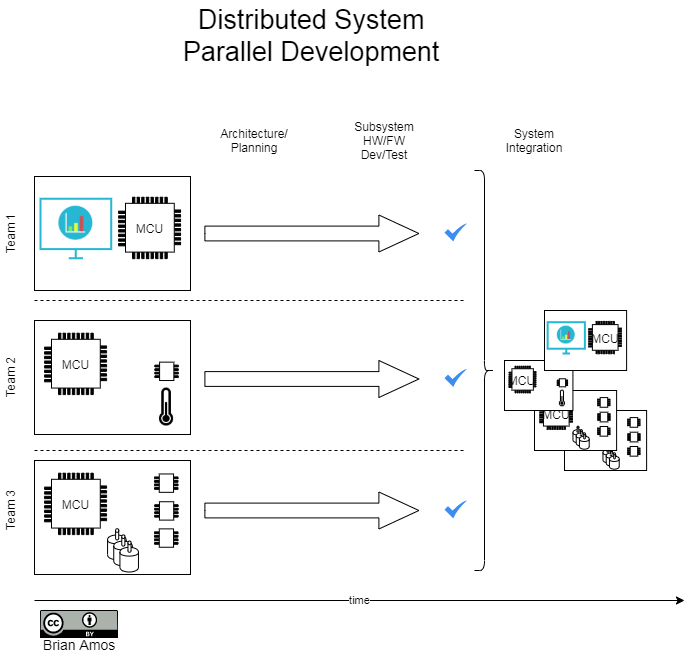 Distributed System
Parallel Development
Architecture/
Planning
Subsystem
HW/FW
Dev/Test
System
Integration
Team 1
MCU
Team 2
MCU
Team 3
MCU
MCU
MCU
MCU
time
cc
BY
Brian Amos